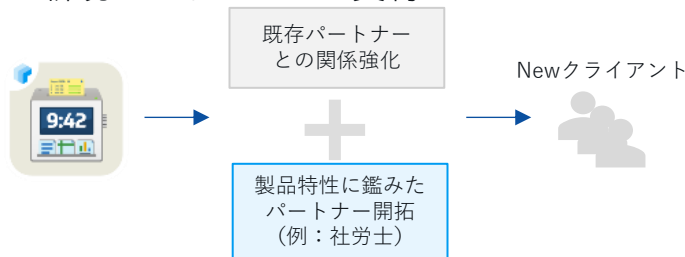 既存パートナー
との関係強化
Newクライアント
9:42
製品特性に鑑みた
パートナー開拓
（例：社労士）